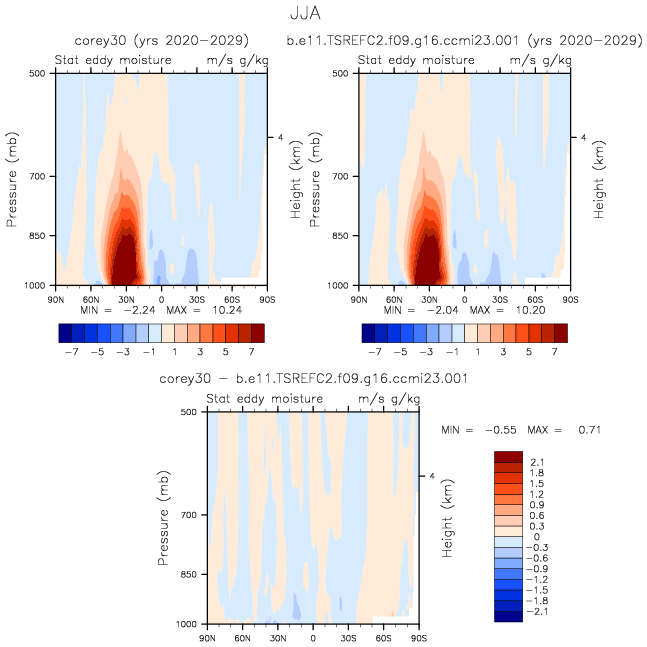 JJA
corey30 (yrs 2020-2029)
b.e11.TSREFC2.f09.g16.ccmi23.001 (yrs 2020-2029)
Stat eddy moisture m/s g/kg
Stat eddy moisture m/s g/kg
Pressure (mb)
500
700
850
1000
4
Height (km)
90N 60N 30N 0 30S 60S 90S
MIN = -2.24 MAX = 10.24
-7 -5 -3 -1 1 3 5 7
Pressure (mb)
500
700
850
1000
4
Height (km)
90N 60N 30N 0 30S 60S 90S
MIN = -2.04 MAX = 10.20
-7 -5 -3 -1 1 3 5 7
corey30 - b.e11.TSREFC2.f09.g16.ccmi23.001
Stat eddy moisture m/s g/kg
Pressure (mb)
500
700
850
1000
4
Height (km)
90N 60N 30N 0 30S 60S 90S
MIN = -0.55 MAX = 0.71
2.1
1.8
1.5
1.2
0.9
0.6
0.3
0
-0.3
-0.6
-0.9
-1.2
-1.5
-1.8
-2.1